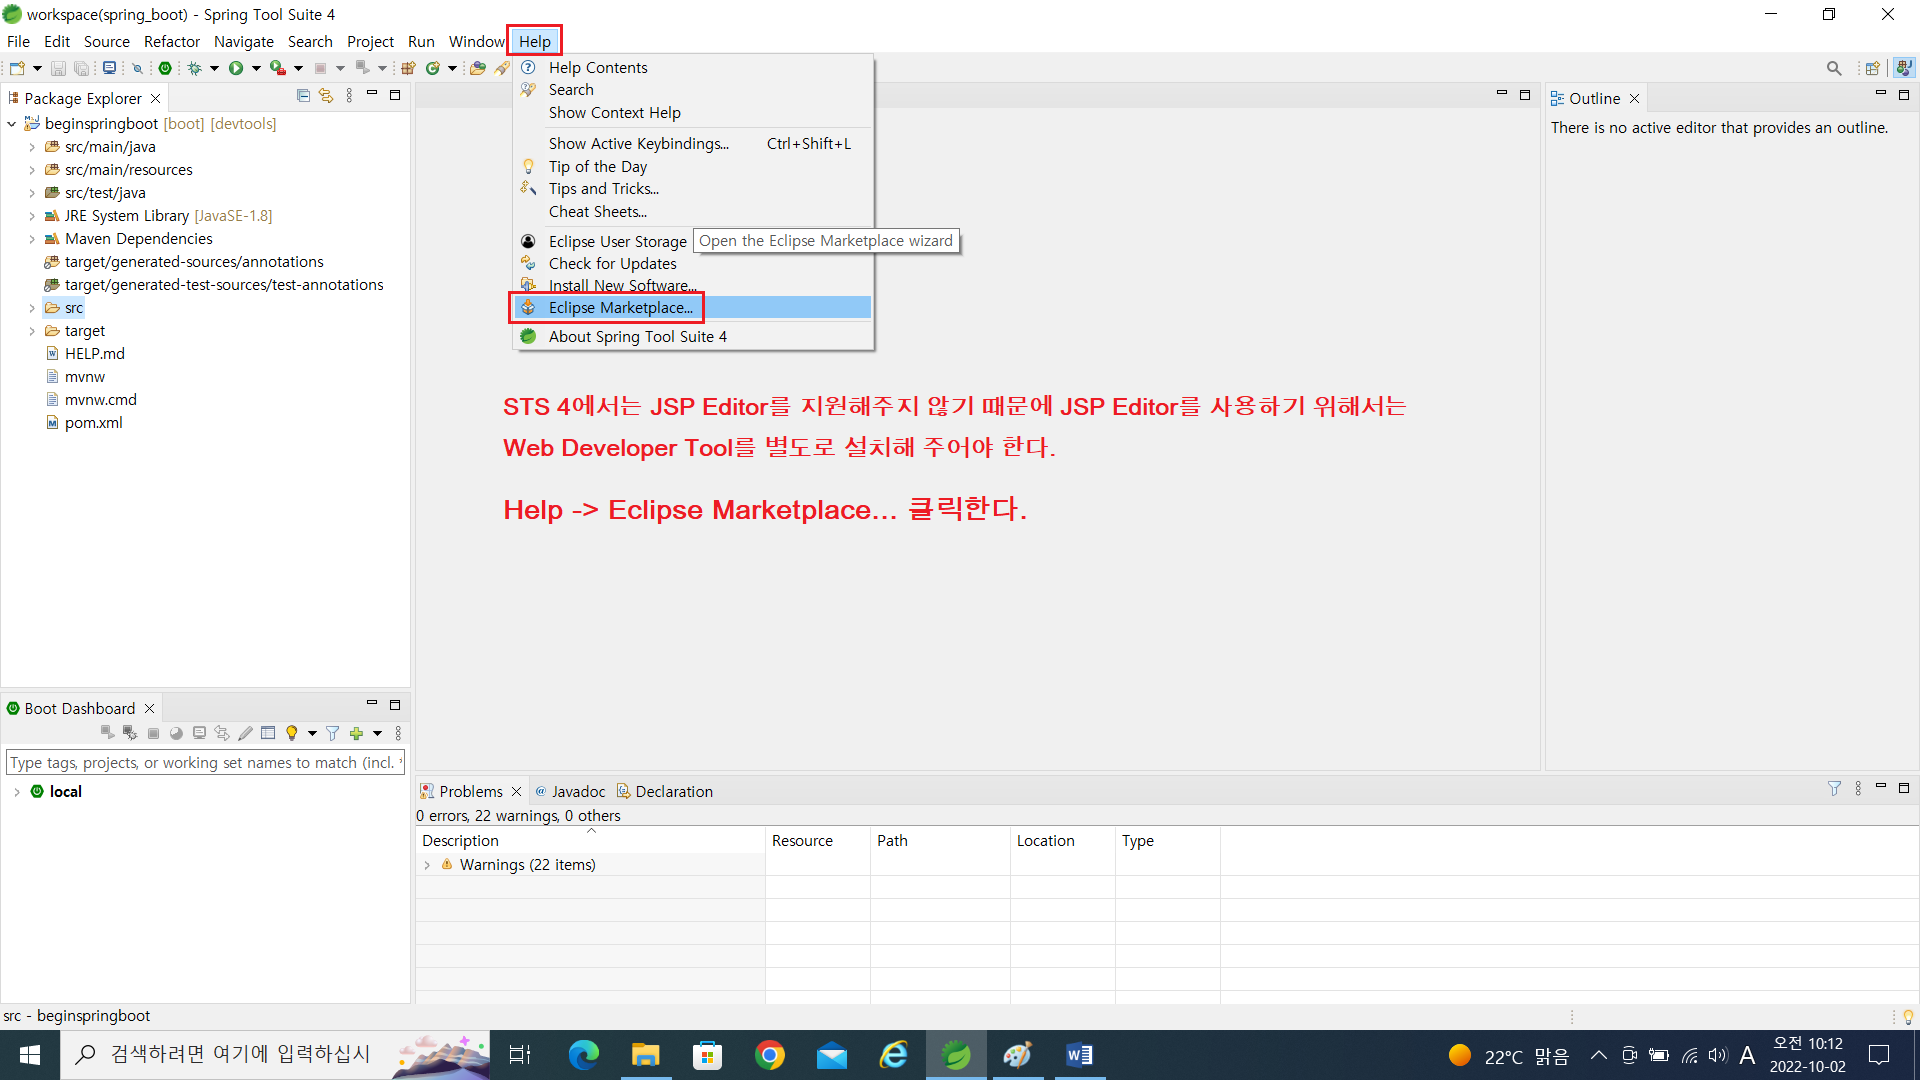 workspace(spring_boot) - Spring Tool Suite 4
File Edit Source Refactor Navigate Search Project Run Window Help
Package Explorer
beginspringboot [boot] [devtools]
src/main/java
src/main/resources
src/test/java
JRE System Library [JavaSE-1.8]
Maven Dependencies
target/generated-sources/annotations
target/generated-test-sources/test-annotations
src
target
HELP.md
mvnw
mvnw.cmd
pom.xml
Help Contents
Search
Show Context Help
Show Active Keybindings... Ctrl+Shift+L
Tip of the Day
Tips and Tricks...
Cheat Sheets...
Eclipse User Storage
Open the Eclipse Marketplace wizard
Check for Updates
Install New Software...
Eclipse Marketplace...
About Spring Tool Suite 4
STS 4에서는 JSP Editor를 지원해주지 않기 때문에 JSP Editor를 사용하기 위해서는
Web Developer Tool를 별도로 설치해 주어야 한다.
Help -> Eclipse Marketplace... 클릭한다.
Outline
There is no active editor that provides an outline.
Boot Dashboard
Type tags, projects, or working set names to match (incl. *
local
Problems Javadoc Declaration
0 errors, 22 warnings, 0 others
Description Resource Path Location Type
Warnings (22 items)
src - beginspringboot
검색하려면 여기에 입력하십시
22°C 맑음
A
오전 10:12
2022-10-02